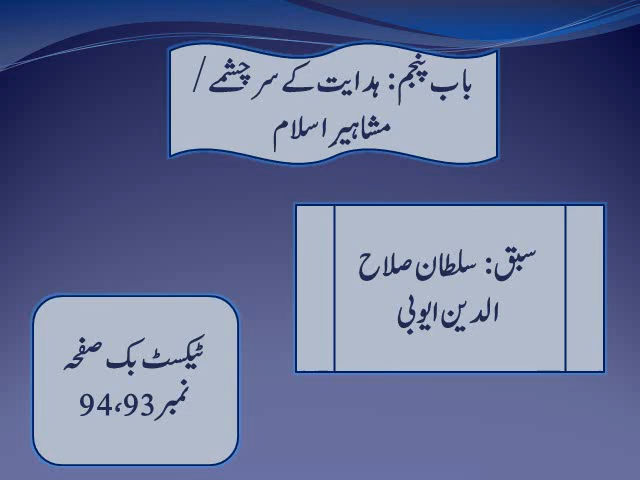 باب پنجم: ہدایت کے سرچشمے /
مشاہیر اسلام
سبق: سلطان صلاح
الدین ایوبی
ٹیکسٹ بک صفحہ
نمبر 93،94